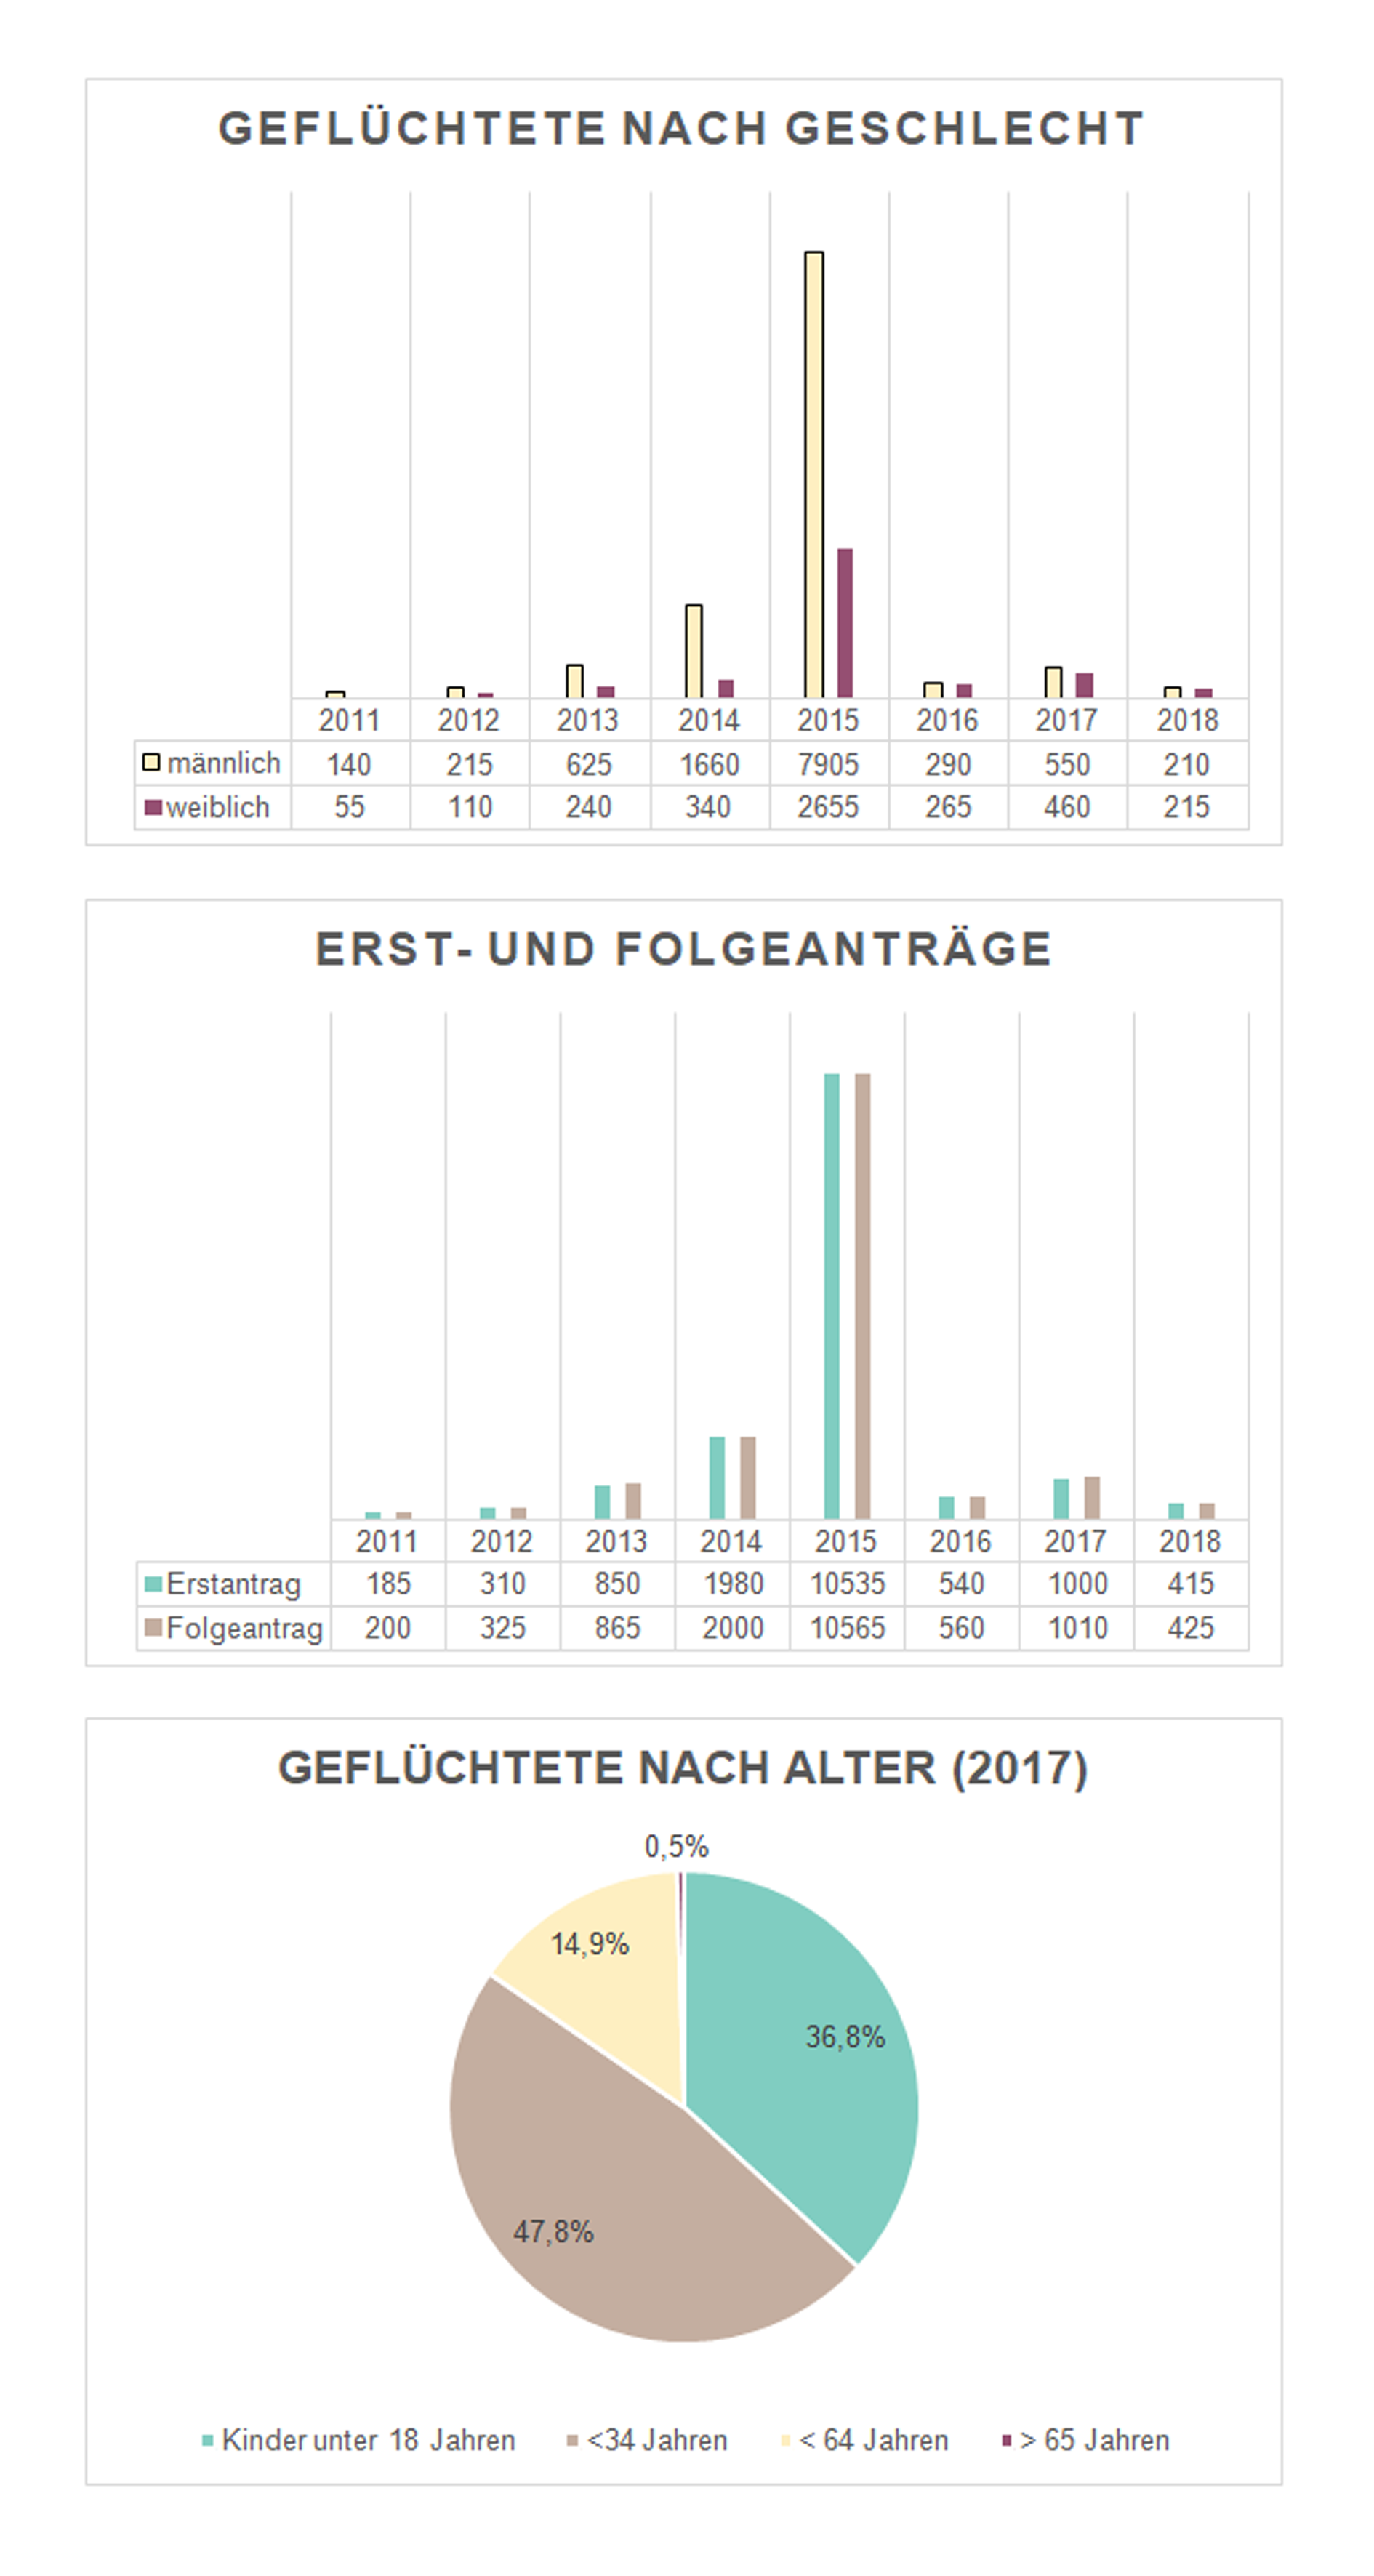 GEFLÜCHTETE NACH GESCHLECHT
2011 2012 2013 2014 2015 2016 2017 2018
männlich 140 215 625 1660 7905 290 550 210
weiblich 55 110 240 340 2655 265 460 215
ERST- UND FOLGEANTRÄGE
2011 2012 2013 2014 2015 2016 2017 2018
Erstantrag 185 310 850 1980 10535 540 1000 415
Folgeantrag 200 325 865 2000 10565 560 1010 425
GEFLÜCHTETE NACH ALTER (2017)
0,5%
14,9%
36,8%
47,8%
Kinder unter 18 Jahren <34 Jahren < 64 Jahren > 65 Jahren